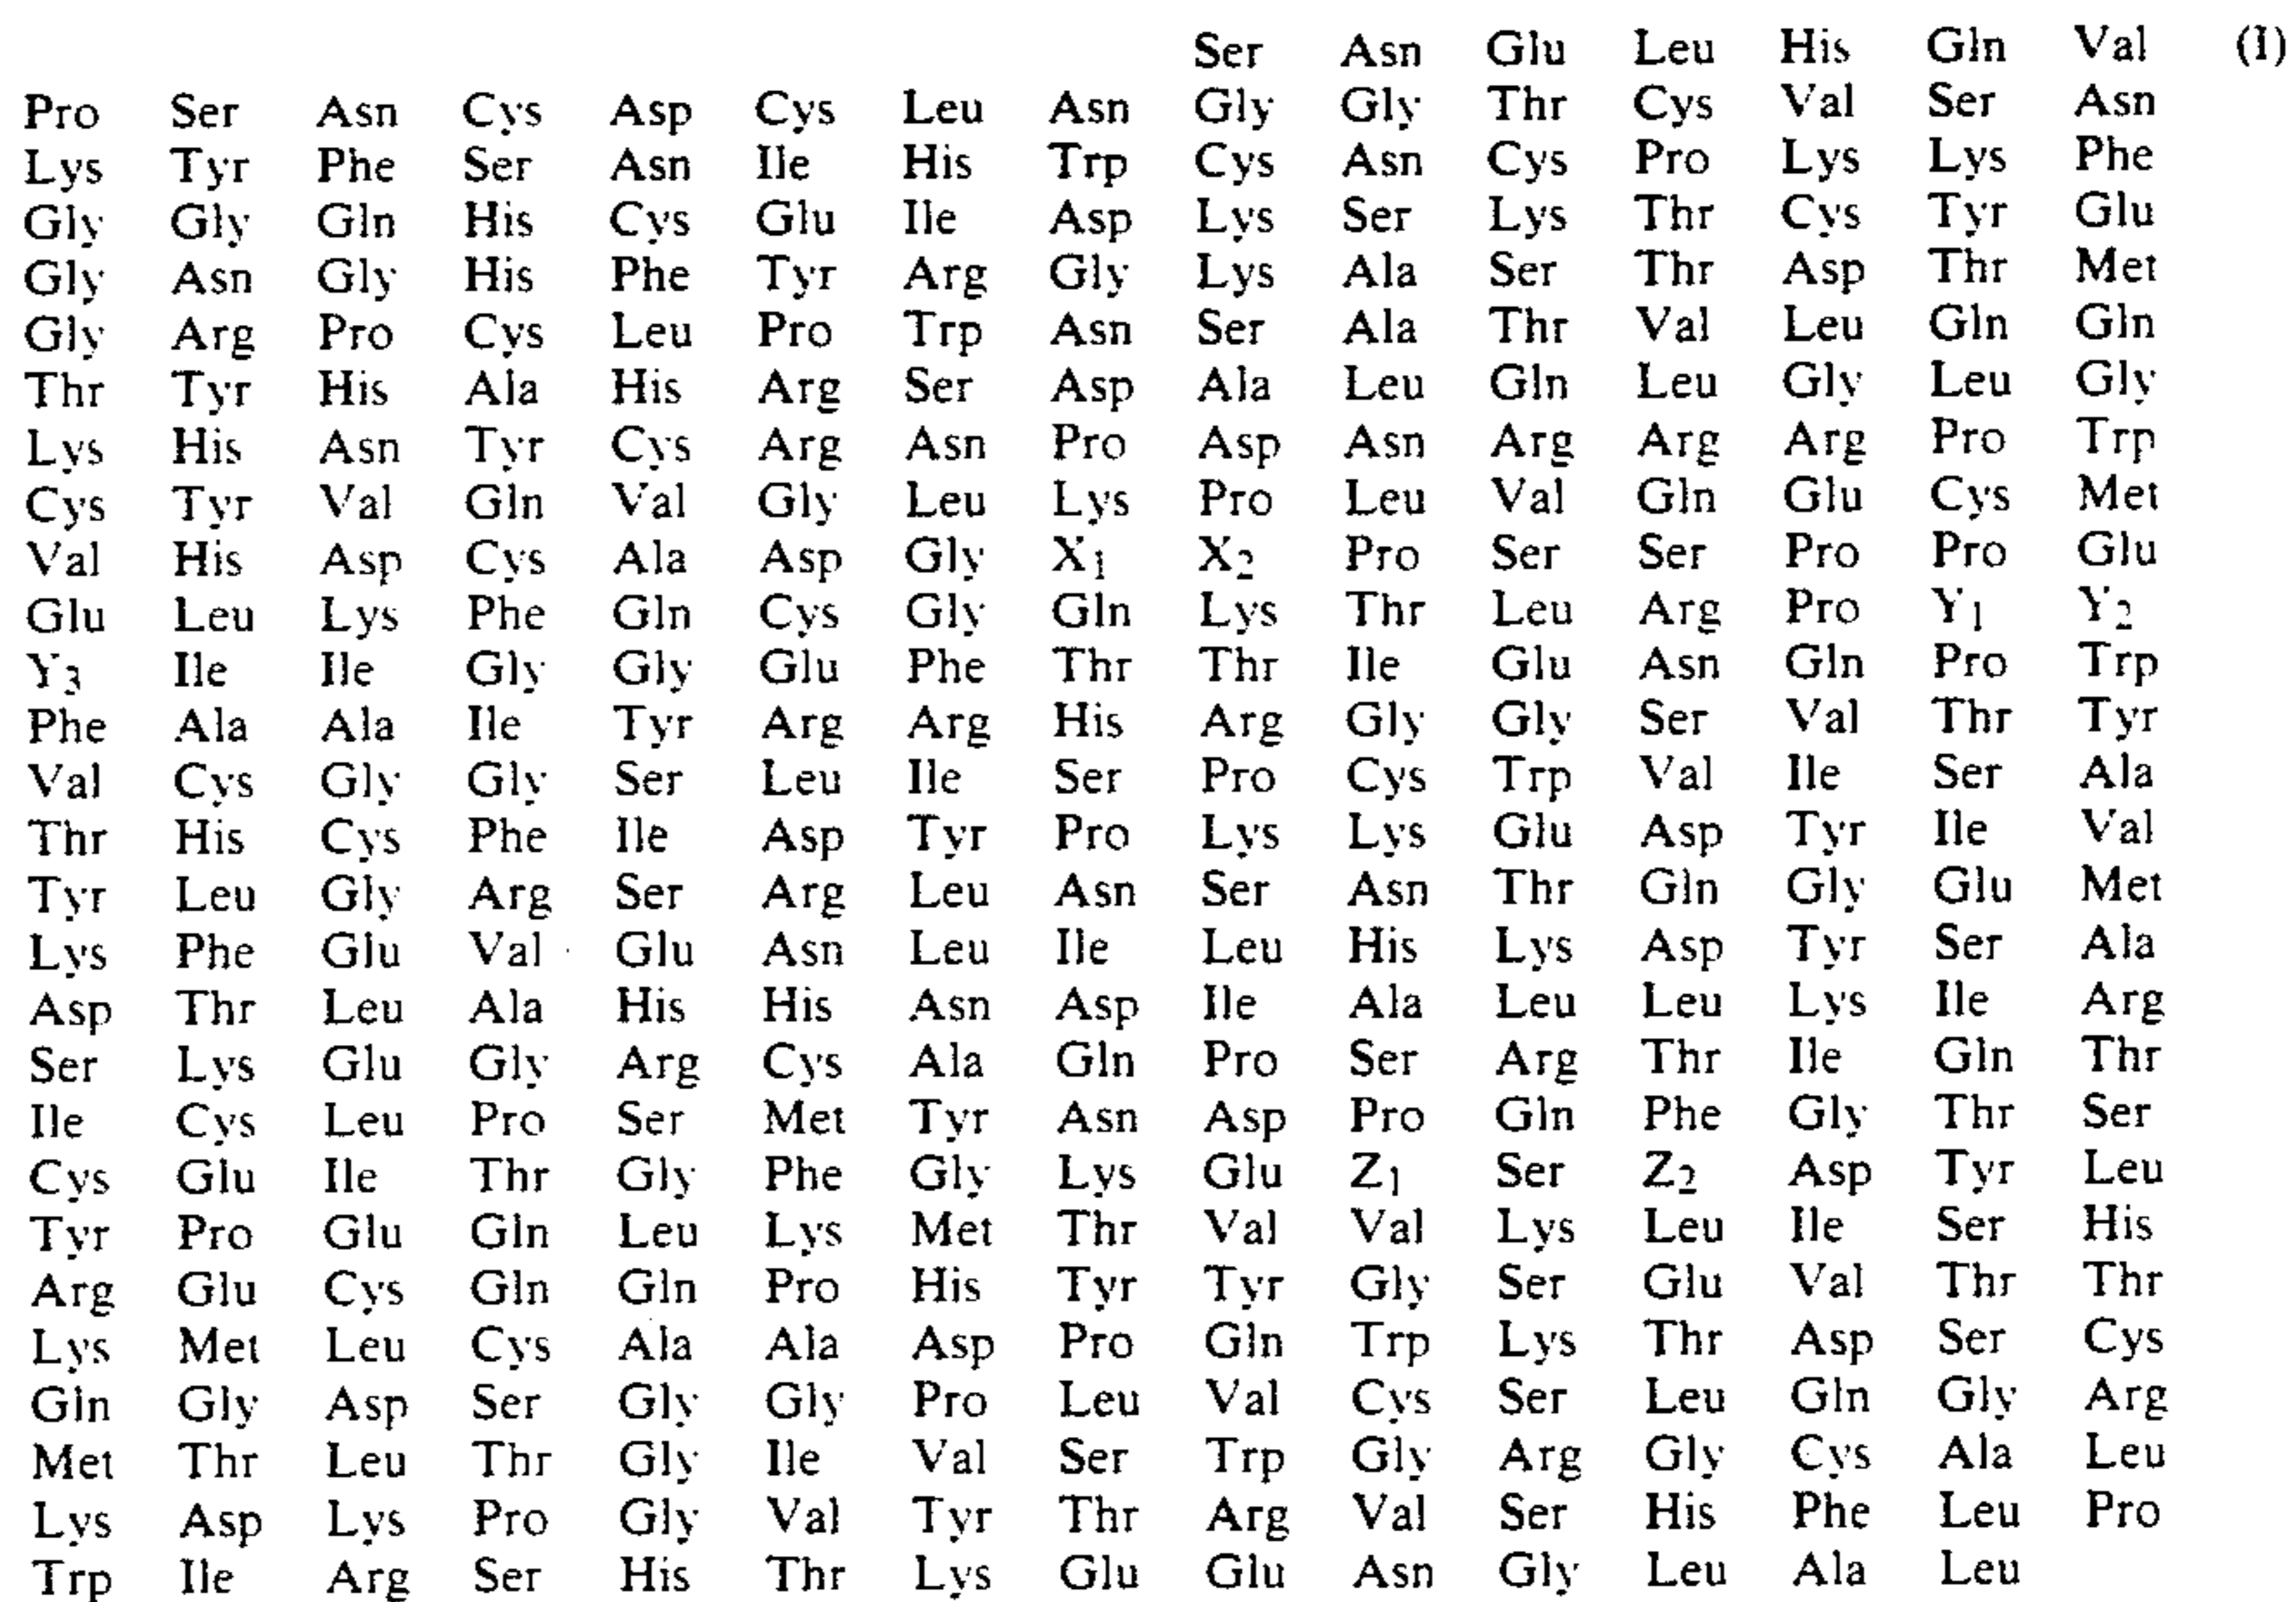 Ser Asn Glu Leu His Gln Val (I)
Pro Ser Asn Cys Asp Cys Leu Asn Gly Gly Thr Cys Val Ser Asn
Lys Tyr Phe Ser Asn Ile His Trp Cys Asn Cys Pro Lys Lys Phe
Gly Gly Gln His Cys Glu Ile Asp Lys Ser Lys Thr Cys Tyr Glu
Gly Asn Gly His Phe Tyr Arg Gly Lys Ala Ser Thr Asp Thr Met
Gly Arg Pro Cys Leu Pro Trp Asn Ser Ala Thr Val Leu Gln Gln
Thr Tyr His Ala His Arg Ser Asp Ala Leu Gln Leu Gly Leu Gly
Lys His Asn Tyr Cys Arg Asn Pro Asp Asn Arg Arg Arg Pro Trp
Cys Tyr Val Gln Val Gly Leu Lys Pro Leu Val Gln Glu Cys Met
Val His Asp Cys Ala Asp Gly X₁ X₂ Pro Ser Ser Pro Pro Glu
Glu Leu Lys Phe Gln Cys Gly Gln Lys Thr Leu Arg Pro Y₁ Y₂
Y₃ Ile Ile Gly Gly Glu Phe Thr Thr Ile Glu Asn Gln Pro Trp
Phe Ala Ala Ile Tyr Arg Arg His Arg Gly Gly Ser Val Thr Tyr
Val Cys Gly Gly Ser Leu Ile Ser Pro Cys Trp Val Ile Ser Ala
Thr His Cys Phe Ile Asp Tyr Pro Lys Lys Glu Asp Tyr Ile Val
Tyr Leu Gly Arg Ser Arg Leu Asn Ser Asn Thr Gln Gly Glu Met
Lys Phe Glu Val Glu Asn Leu Ile Leu His Lys Asp Tyr Ser Ala
Asp Thr Leu Ala His His Asn Asp Ile Ala Leu Leu Lys Ile Arg
Ser Lys Glu Gly Arg Cys Ala Gln Pro Ser Arg Thr Ile Gln Thr
Ile Cys Leu Pro Ser Met Tyr Asn Asp Pro Gln Phe Gly Thr Ser
Cys Glu Ile Thr Gly Phe Gly Lys Glu Z₁ Ser Z₂ Asp Tyr Leu
Tyr Pro Glu Gln Leu Lys Met Thr Val Val Lys Leu Ile Ser His
Arg Glu Cys Gln Gln Pro His Tyr Tyr Gly Ser Glu Val Thr Thr
Lys Met Leu Cys Ala Ala Asp Pro Gln Trp Lys Thr Asp Ser Cys
Gln Gly Asp Ser Gly Gly Pro Leu Val Cys Ser Leu Gln Gly Arg
Met Thr Leu Thr Gly Ile Val Ser Trp Gly Arg Gly Cys Ala Leu
Lys Asp Lys Pro Gly Val Tyr Thr Arg Val Ser His Phe Leu Pro
Trp Ile Arg Ser His Thr Lys Glu Glu Asn Gly Leu Ala Leu